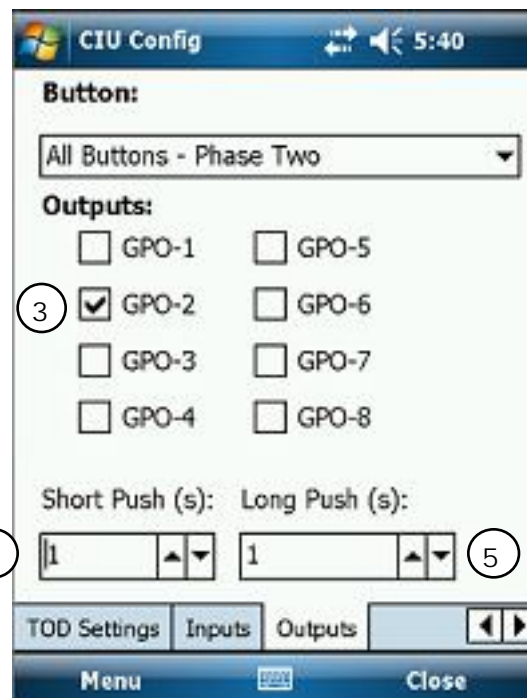 CIU Config 5:40
Button:
All Buttons - Phase Two
Outputs:
GPO-1 GPO-5
3 GPO-2 GPO-6
GPO-3 GPO-7
GPO-4 GPO-8
Short Push (s): Long Push (s):
1 1 5
TOD Settings Inputs Outputs
Menu Close